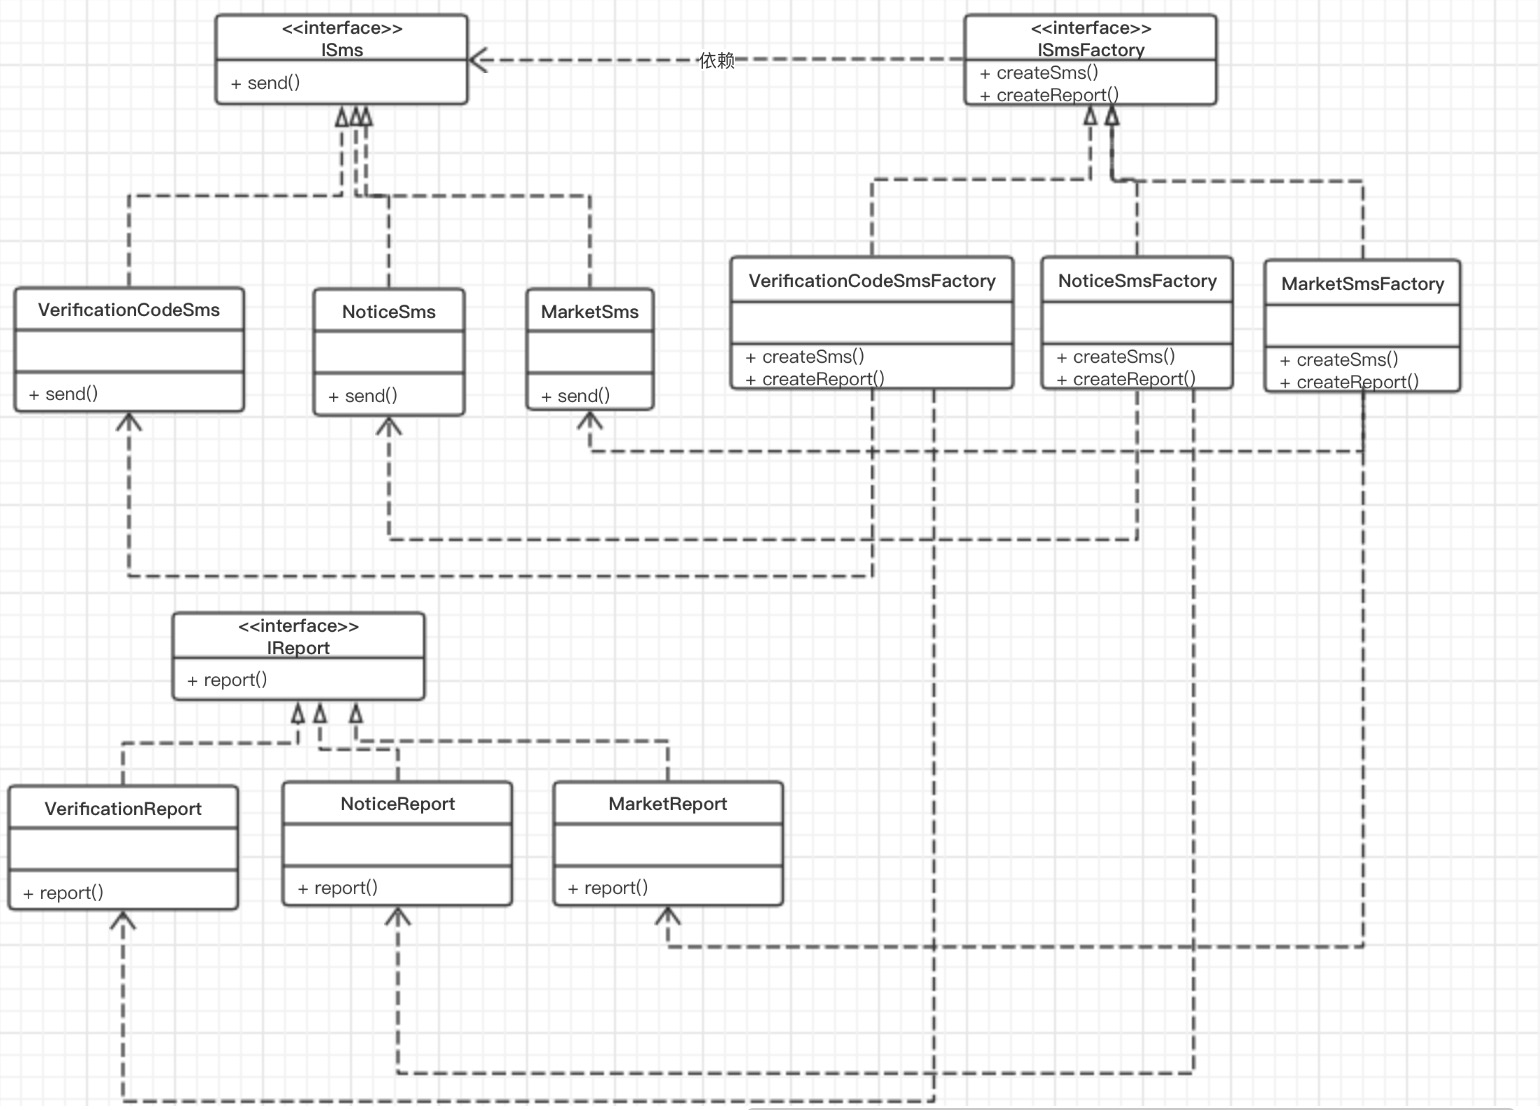 <<interface>>
ISms
+ send()
依赖
<<interface>>
ISmsFactory
+ createSms()
+ createReport()
VerificationCodeSms
+ send()
NoticeSms
+ send()
MarketSms
+ send()
VerificationCodeSmsFactory
+ createSms()
+ createReport()
NoticeSmsFactory
+ createSms()
+ createReport()
MarketSmsFactory
+ createSms()
+ createReport()
<<interface>>
IReport
+ report()
VerificationReport
+ report()
NoticeReport
+ report()
MarketReport
+ report()